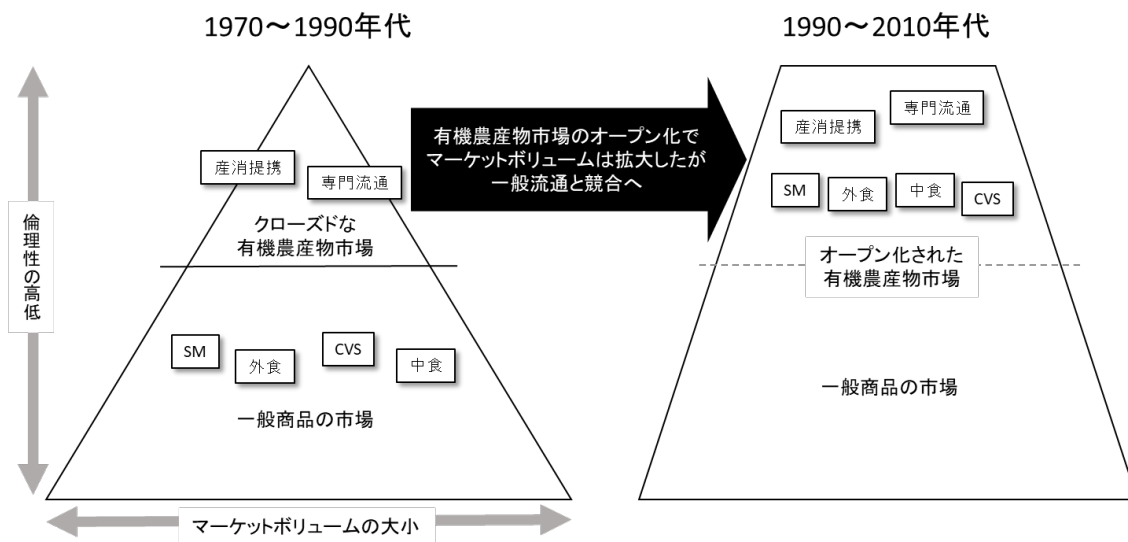 1970～1990年代
1990～2010年代
有機農産物市場のオープン化で
マーケットボリュームは拡大したが
一般流通と競合へ
倫理性の高低
産消提携
専門流通
クローズドな
有機農産物市場
SM
外食
CVS
中食
一般商品の市場
マーケットボリュームの大小
産消提携
専門流通
SM
外食
中食
CVS
オープン化された
有機農産物市場
一般商品の市場